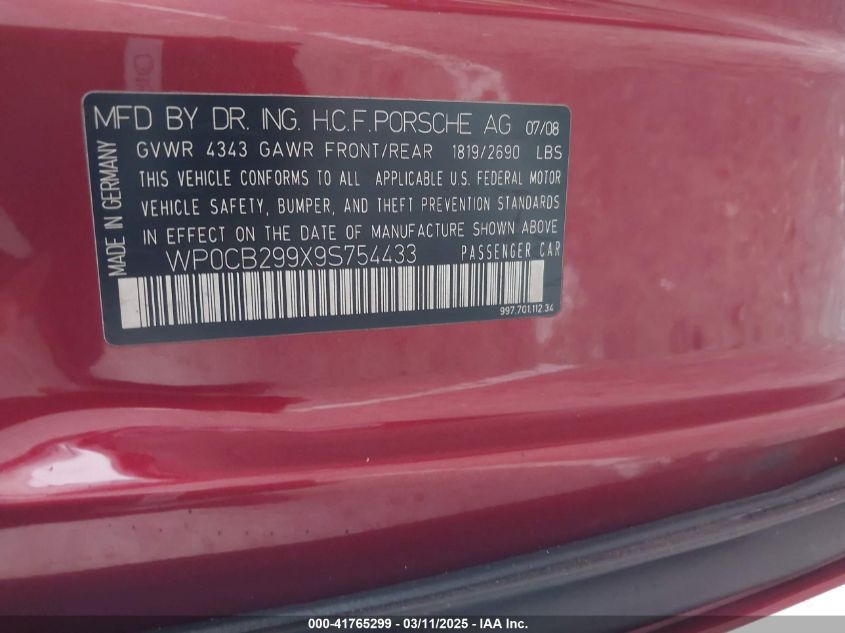 MFD BY DR. ING. H.C.F. PORSCHE AG 07/08
GVWR 4343 GAWR FRONT/REAR 1819/2690 LBS
THIS VEHICLE CONFORMS TO ALL APPLICABLE U.S. FEDERAL MOTOR
VEHICLE SAFETY, BUMPER, AND THEFT PREVENTION STANDARDS
IN EFFECT ON THE DATE OF MANUFACTURE SHOWN ABOVE
WP0CB299X9S754433 PASSENGER CAR
997.701.112.34
MADE IN GERMANY
000-41765299 - 03/11/2025 - IAA Inc.